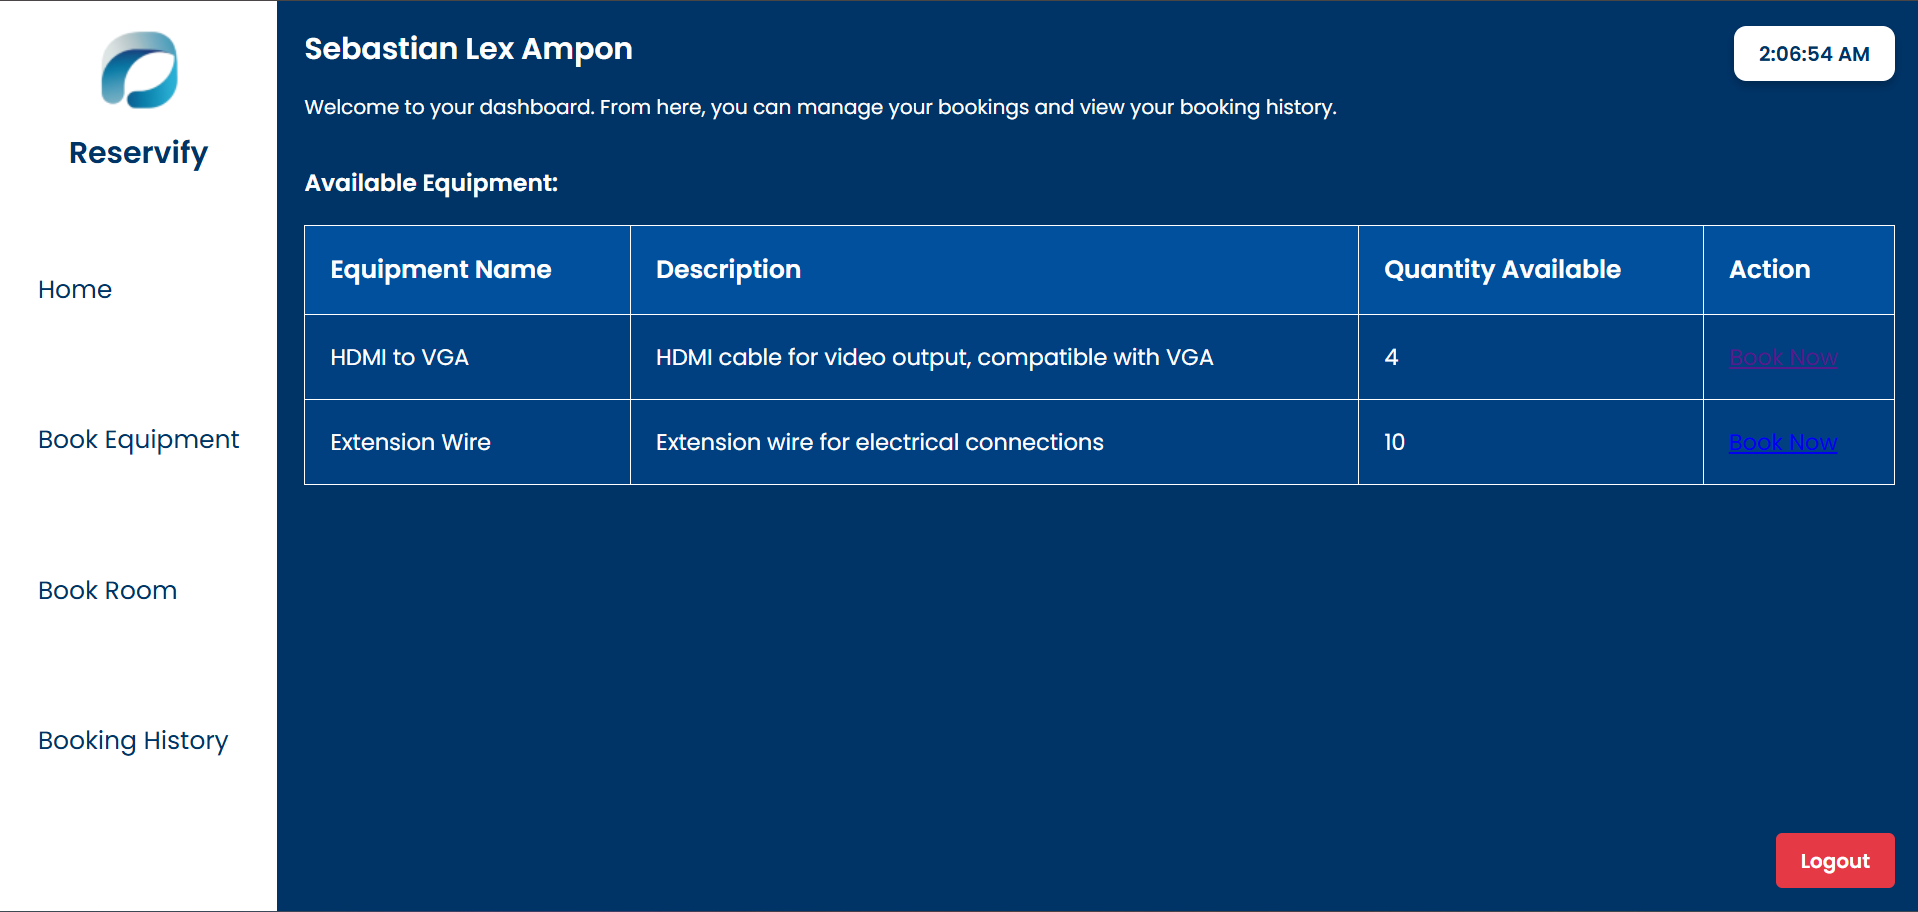 Reservify
Home
Book Equipment
Book Room
Booking History
Sebastian Lex Ampon
2:06:54 AM
Welcome to your dashboard. From here, you can manage your bookings and view your booking history.
Available Equipment:
Equipment Name Description Quantity Available Action
HDMI to VGA HDMI cable for video output, compatible with VGA 4 Book Now
Extension Wire Extension wire for electrical connections 10 Book Now
Logout